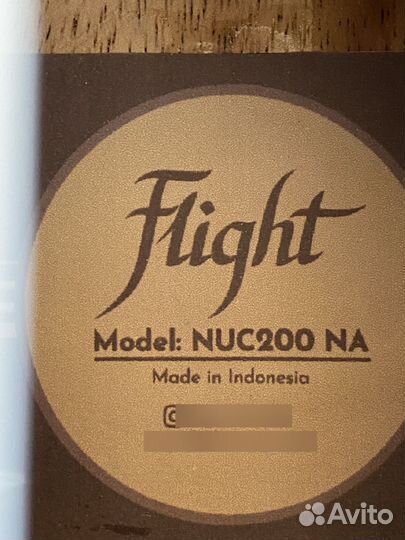 Flight
Model: NUC200 NA
Made in Indonesia
Avito